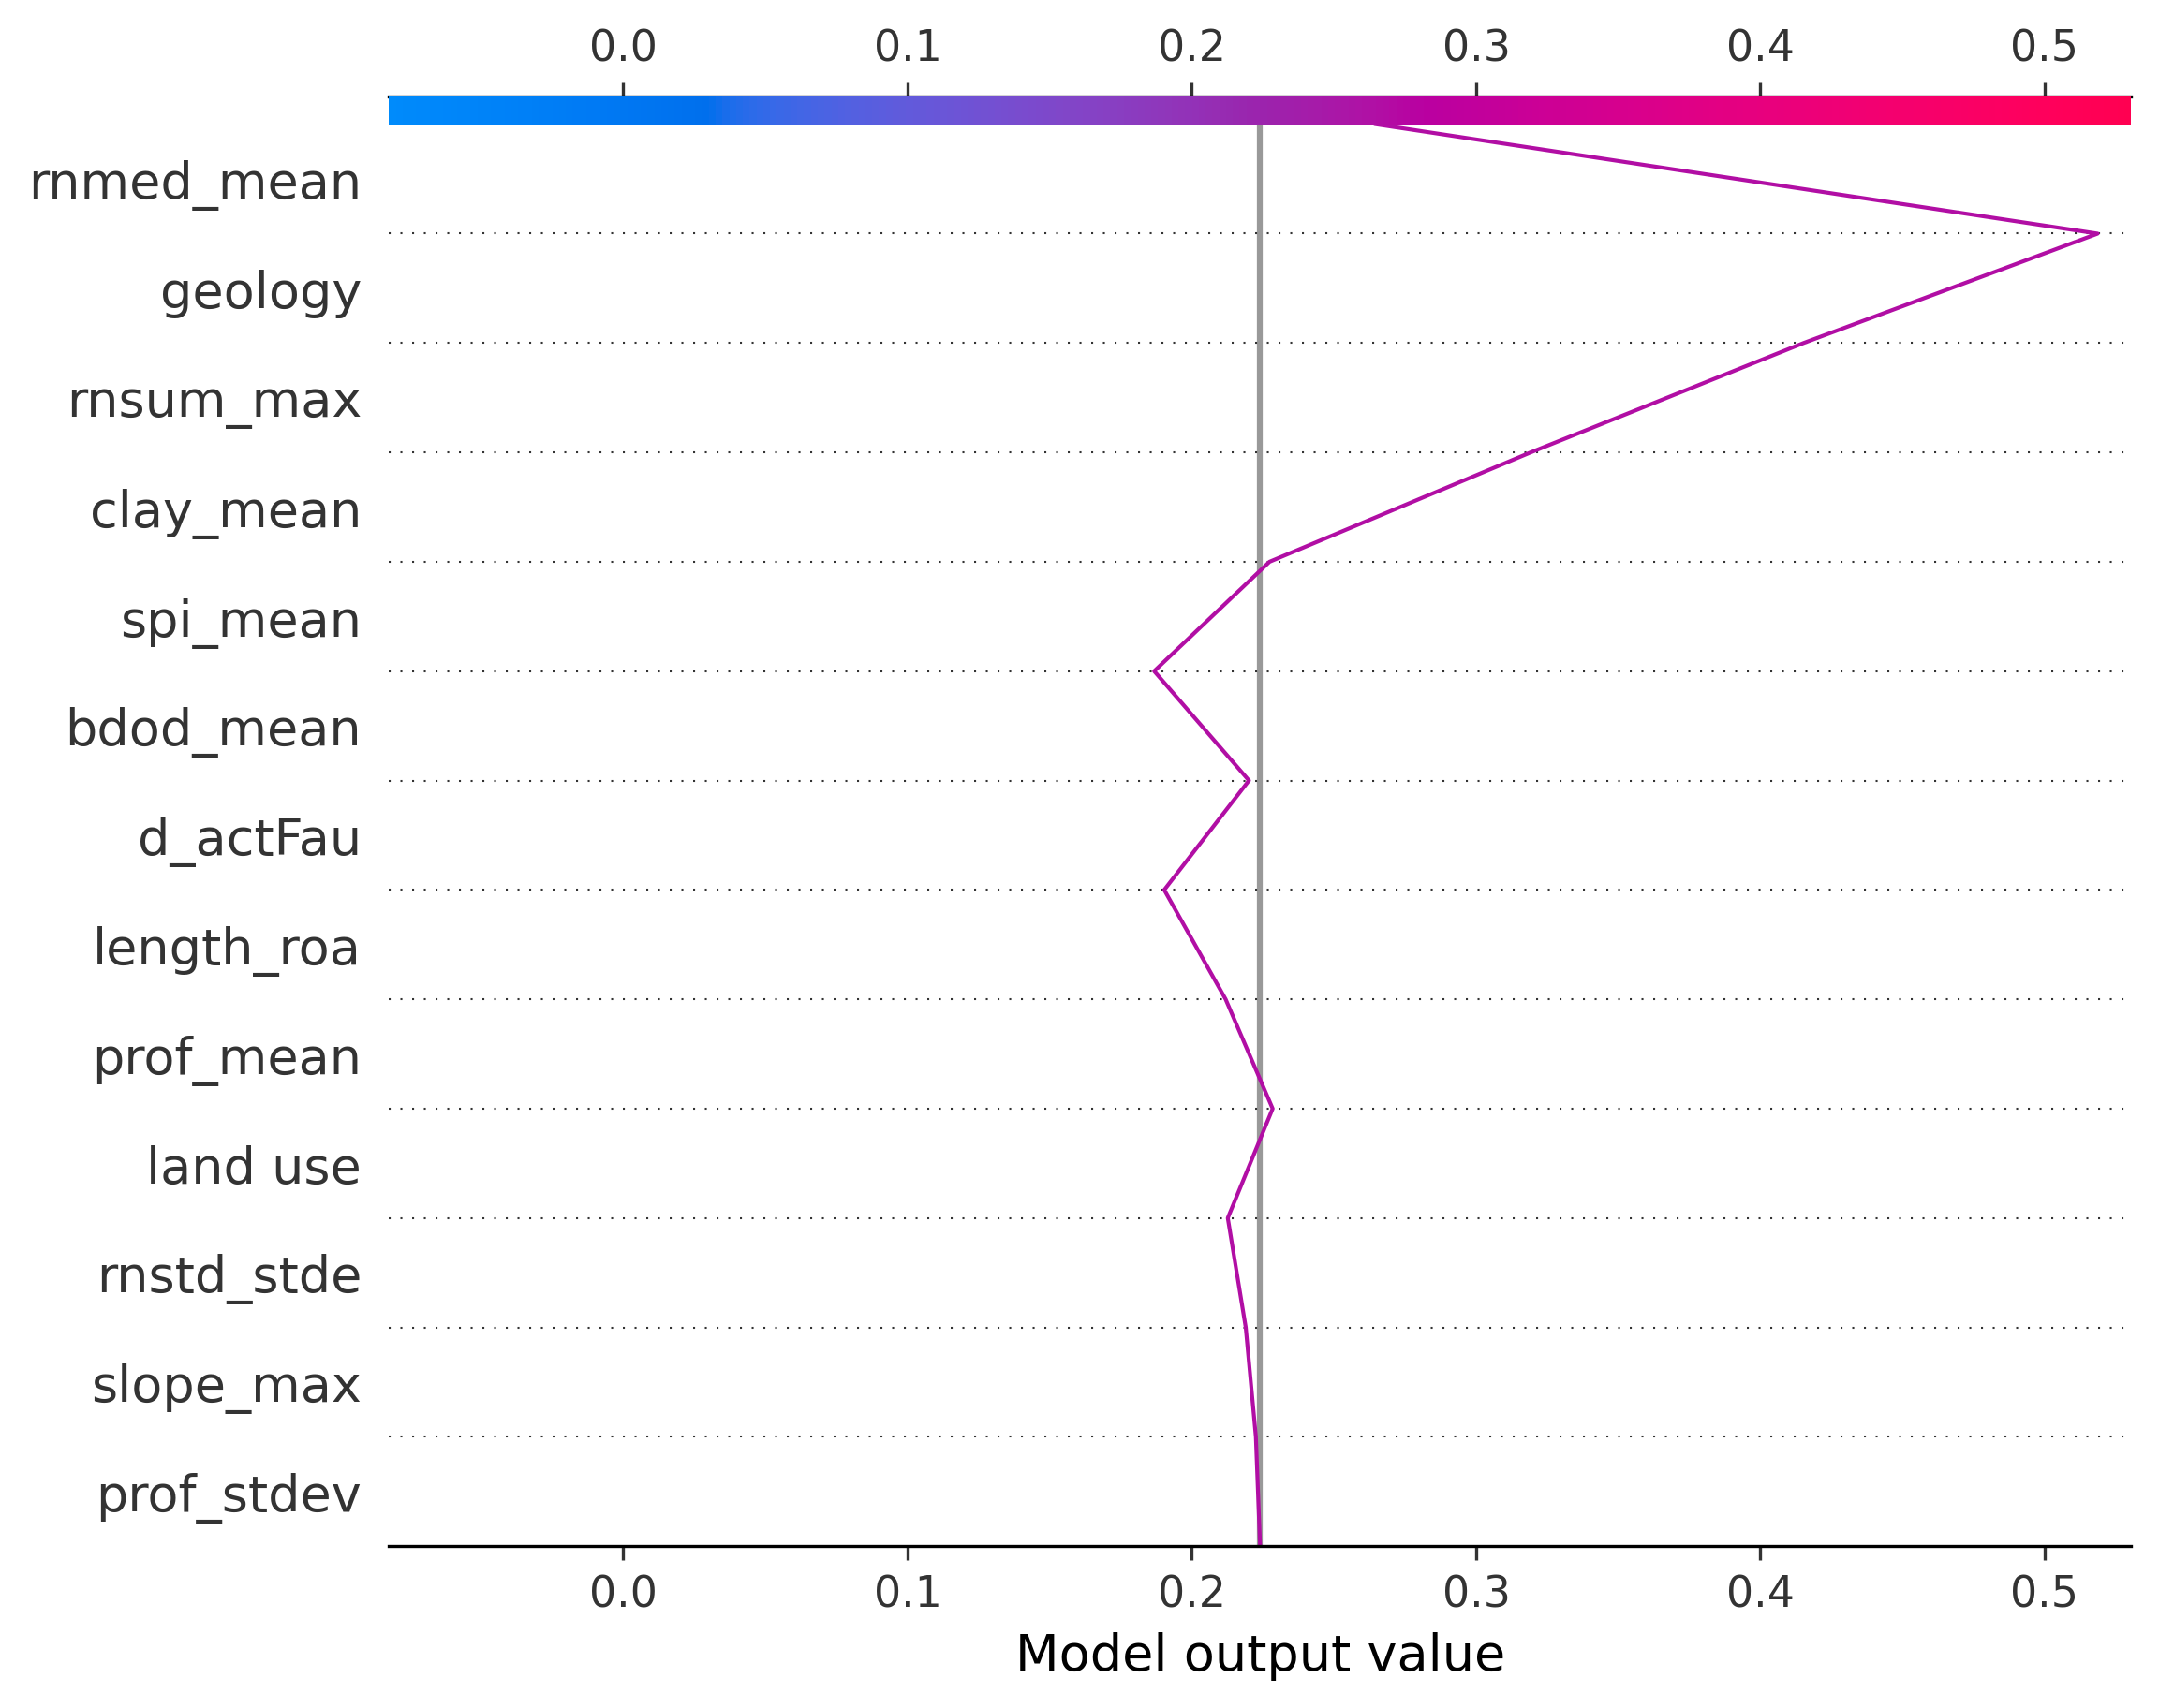 0.0 0.1 0.2 0.3 0.4 0.5
rnmed_mean
geology
rnsum_max
clay_mean
spi_mean
bdod_mean
d_actFau
length_roa
prof_mean
land use
rnstd_stde
slope_max
prof_stdev
0.0 0.1 0.2 0.3 0.4 0.5
Model output value